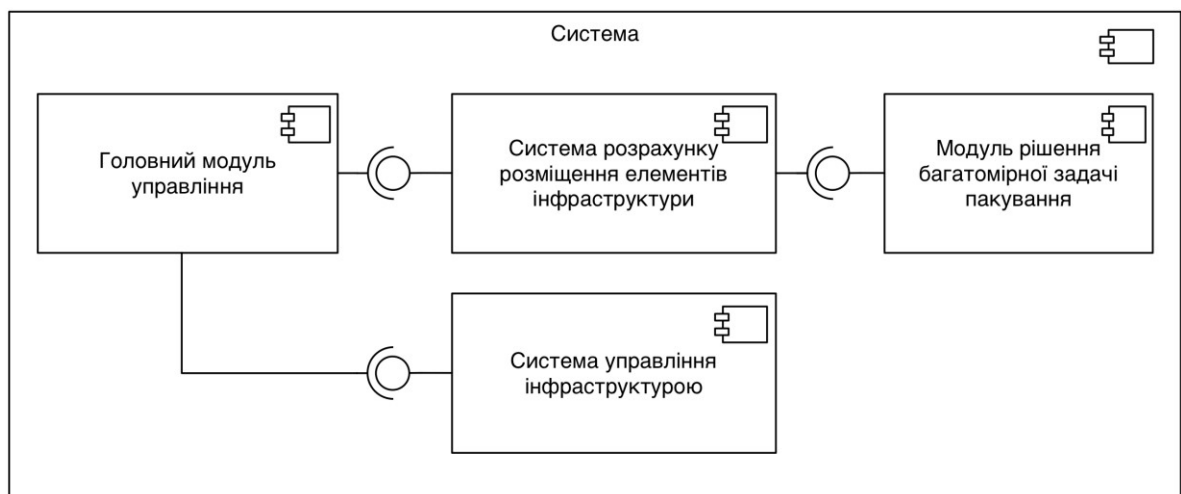 Система
Головний модуль
управління
Система розрахунку
розміщення елементів
інфраструктури
Модуль рішення
багатомірної задачі
пакування
Система управління
інфраструктурою